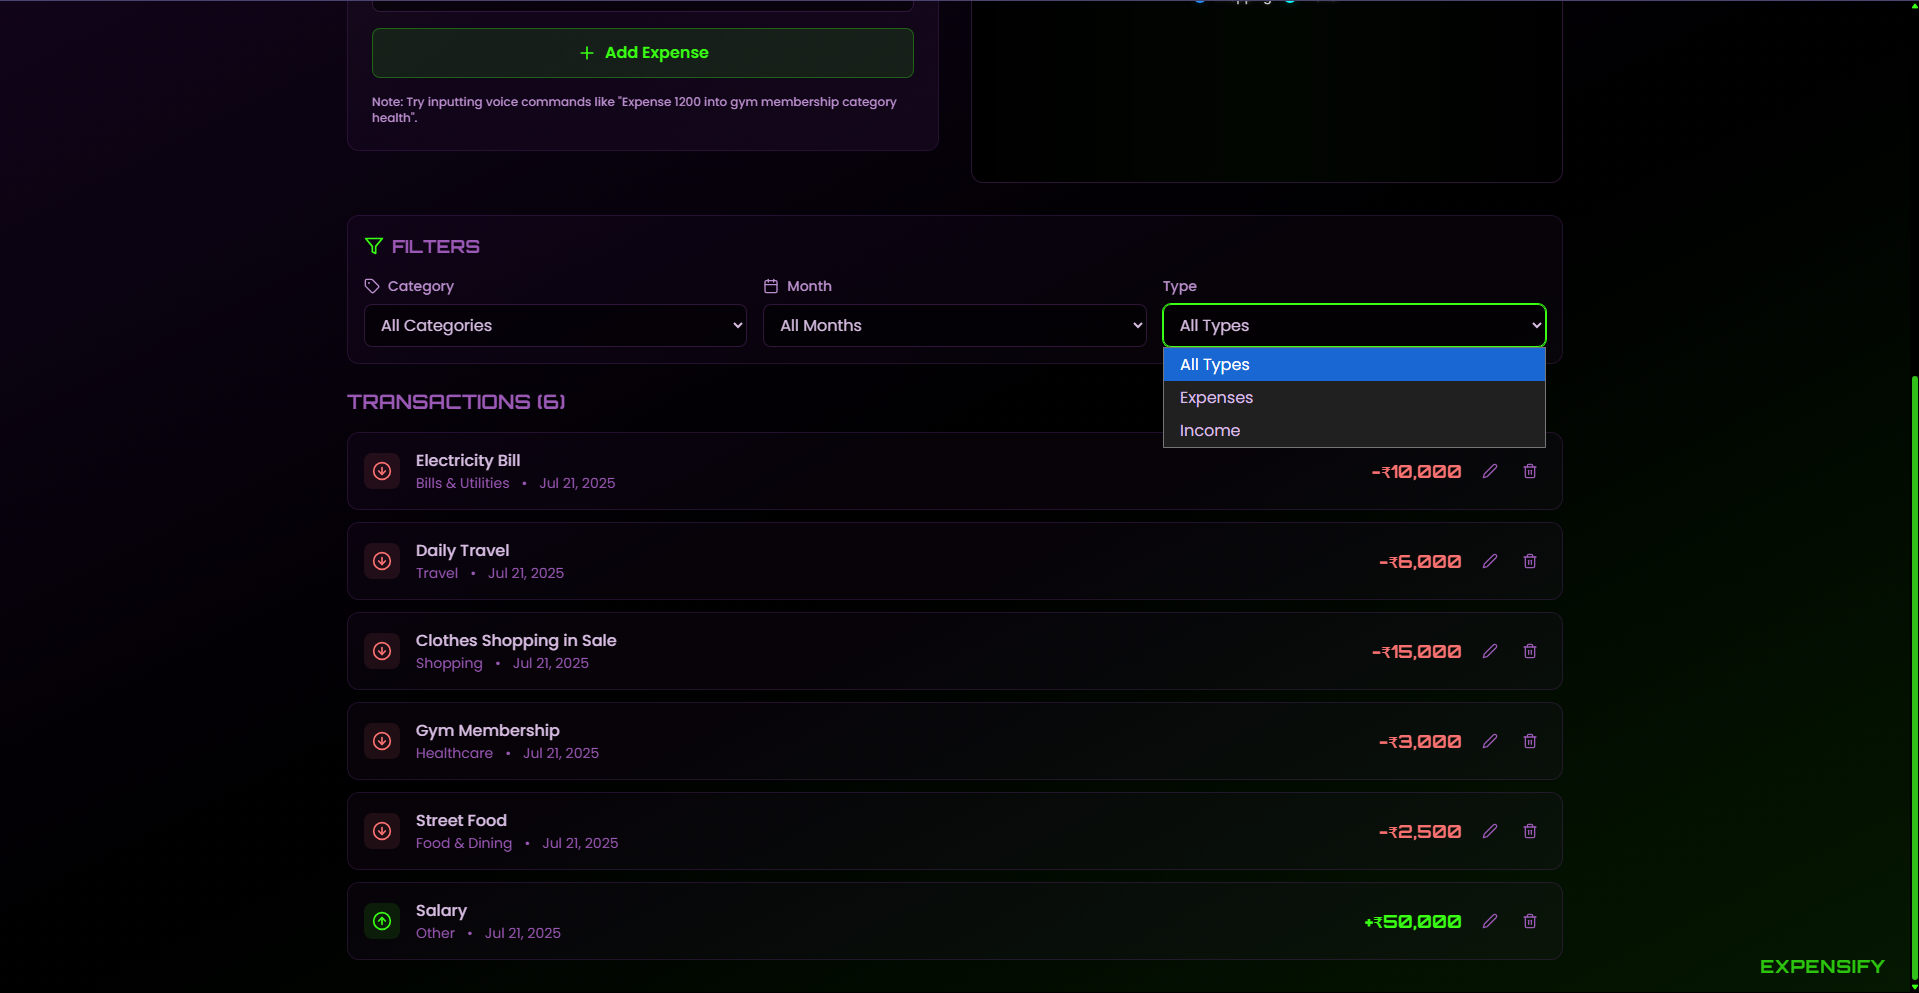 Add Expense
Note: Try inputting voice commands like "Expense 1200 into gym membership category
health".
FILTERS
Category
Month
Type
All Categories
All Months
All Types
All Types
Expenses
Income
TRANSACTIONS (6)
Electricity Bill
Bills & Utilities • Jul 21, 2025
-₹10,000
Daily Travel
Travel • Jul 21, 2025
-₹6,000
Clothes Shopping in Sale
Shopping • Jul 21, 2025
-₹15,000
Gym Membership
Healthcare • Jul 21, 2025
-₹3,000
Street Food
Food & Dining • Jul 21, 2025
-₹2,500
Salary
Other • Jul 21, 2025
+₹50,000
EXPENSIFY